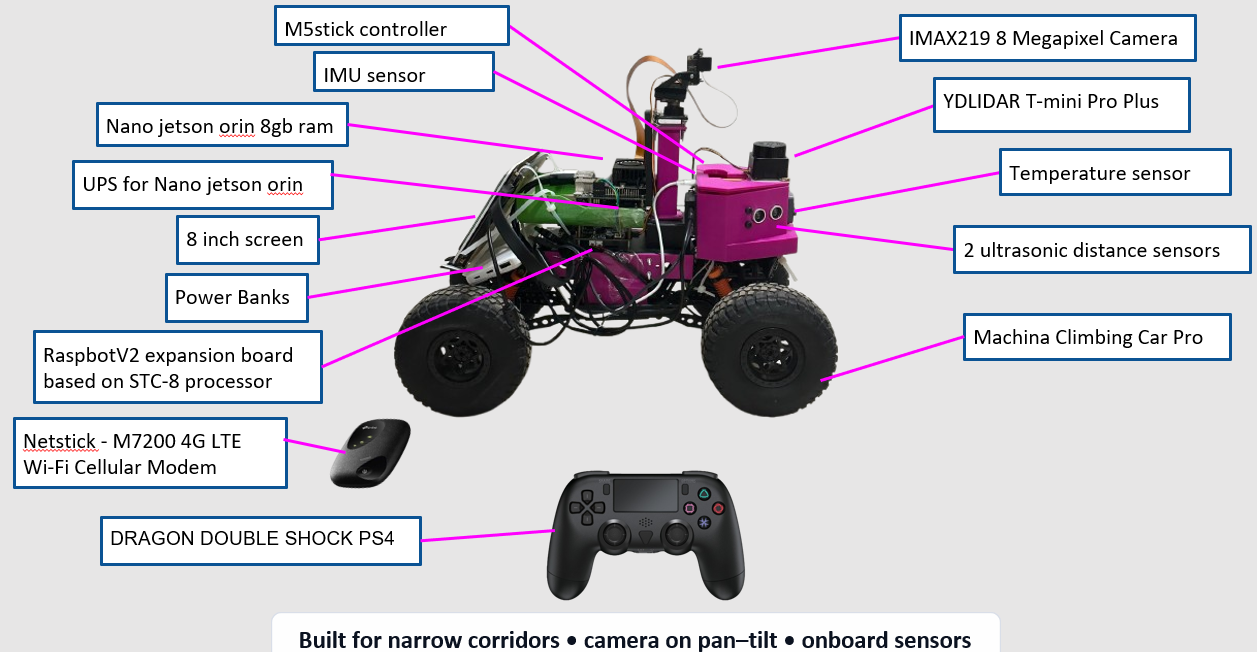 M5stick controller
IMU sensor
Nano jetson orin 8gb ram
UPS for Nano jetson orin
8 inch screen
Power Banks
RaspbotV2 expansion board
based on STC-8 processor
Netstick - M7200 4G LTE
Wi-Fi Cellular Modem
DRAGON DOUBLE SHOCK PS4
IMAX219 8 Megapixel Camera
YDLIDAR T-mini Pro Plus
Temperature sensor
2 ultrasonic distance sensors
Machina Climbing Car Pro
Built for narrow corridors • camera on pan–tilt • onboard sensors